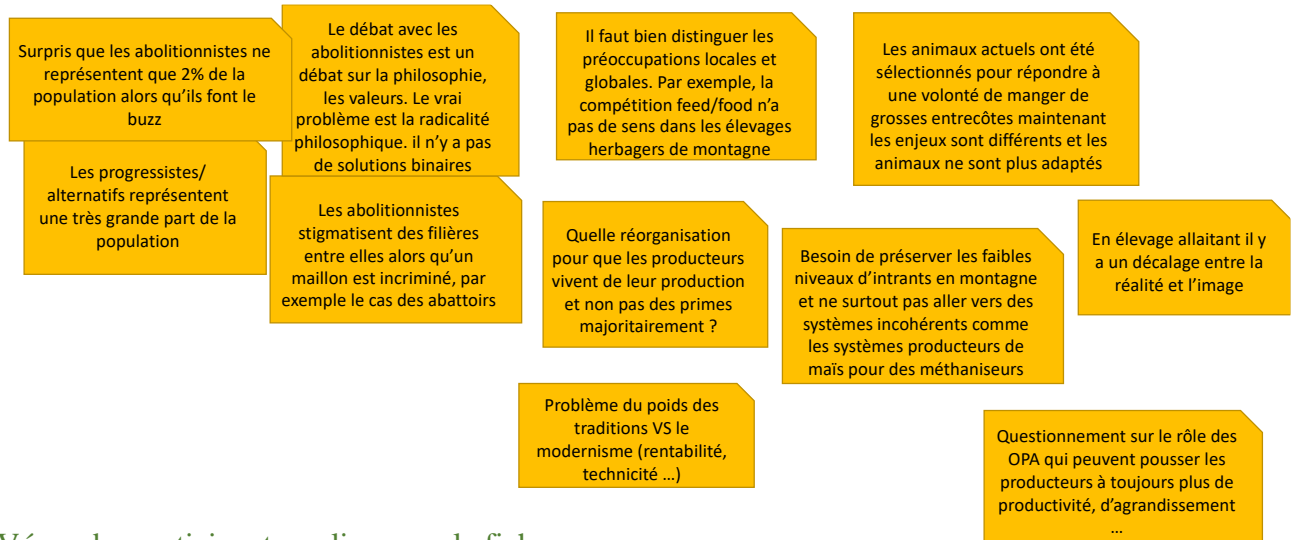 Surpris que les abolitionnistes ne
représentent que 2% de la
population alors qu'ils font le
buzz
Le débat avec les
abolitionnistes est un
débat sur la philosophie,
les valeurs. Le vrai
problème est la radicalité
philosophique. il n'y a pas
de solutions binaires
Il faut bien distinguer les
préoccupations locales et
globales. Par exemple, la
compétition feed/food n'a
pas de sens dans les élevages
herbagers de montagne
Les animaux actuels ont été
sélectionnés pour répondre à
une volonté de manger de
grosses entrecôtes maintenant
les enjeux sont différents et les
animaux ne sont plus adaptés
Les progressistes/
alternatifs représentent
une très grande part de la
population
Les abolitionnistes
stigmatisent des filières
entre elles alors qu'un
maillon est incriminé, par
exemple le cas des abattoirs
Quelle réorganisation
pour que les producteurs
vivent de leur production
et non pas des primes
majoritairement ?
Besoin de préserver les faibles
niveaux d'intrants en montagne
et ne surtout pas aller vers des
systèmes incohérents comme
les systèmes producteurs de
maïs pour des méthaniseurs
En élevage allaitant il y
a un décalage entre la
réalité et l'image
Problème du poids des
traditions VS le
modernisme (rentabilité,
technicité …)
Questionnement sur le rôle des
OPA qui peuvent pousser les
producteurs à toujours plus de
productivité, d'agrandissement
…